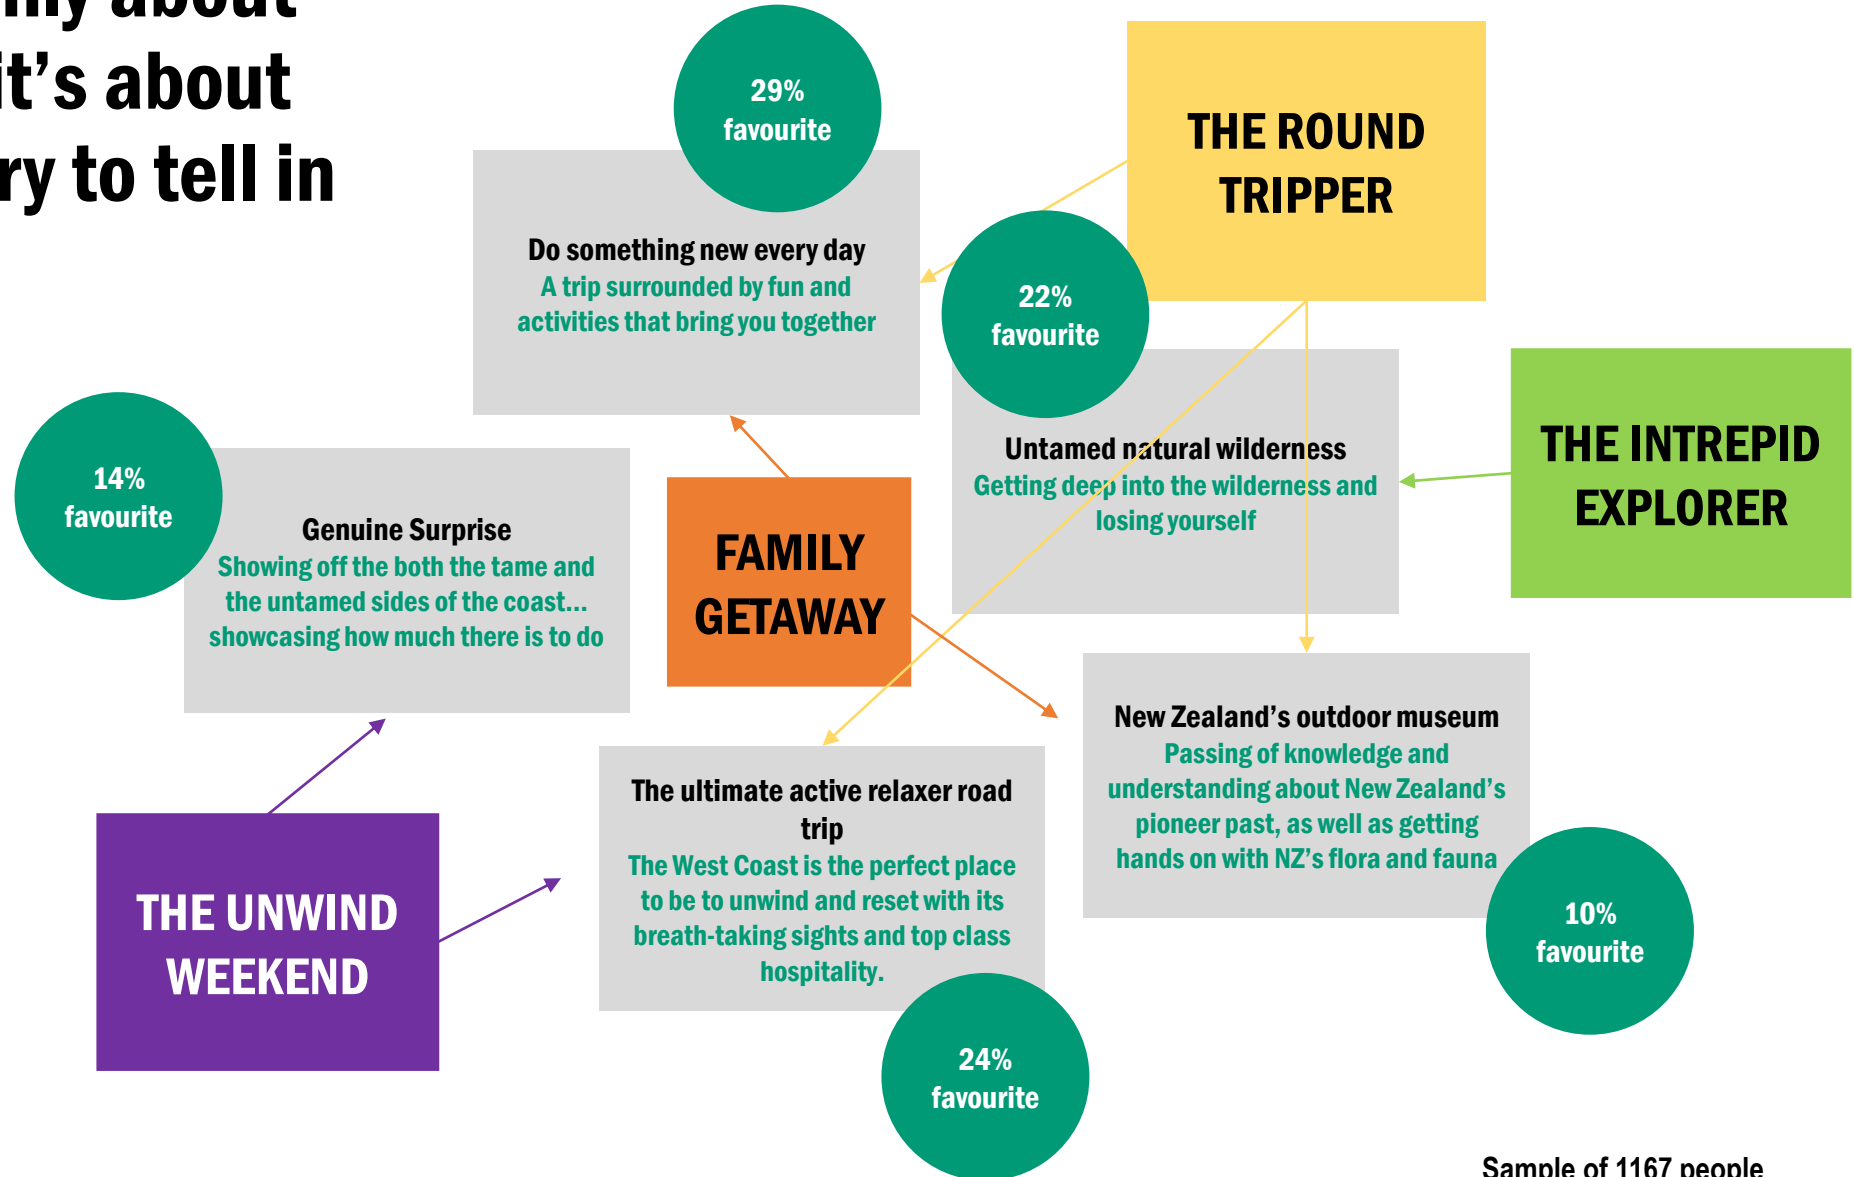 about
it's about
to tell in
29%
favourite
THE ROUND
TRIPPER
Do something new every day
A trip surrounded by fun and
activities that bring you together
22%
favourite
Untamed natural wilderness
Getting deep into the wilderness and
losing yourself
THE INTREPID
EXPLORER
14%
favourite
Genuine Surprise
Showing off the both the tame and
the untamed sides of the coast...
showcasing how much there is to do
FAMILY
GETAWAY
New Zealand's outdoor museum
Passing of knowledge and
understanding about New Zealand's
pioneer past, as well as getting
hands on with NZ's flora and fauna
10%
favourite
The ultimate active relaxer road
trip
The West Coast is the perfect place
to be to unwind and reset with its
breath-taking sights and top class
hospitality.
24%
favourite
THE UNWIND
WEEKEND
Sample of 1167 people